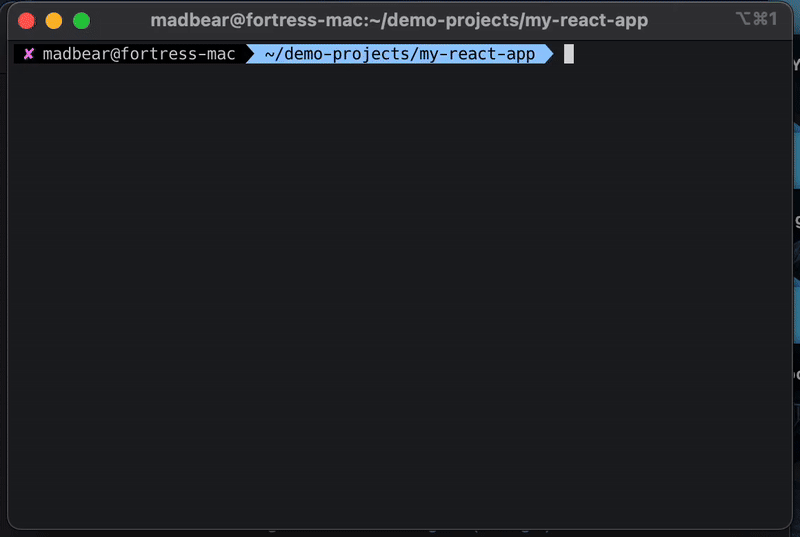 madbear@fortress-mac:~/demo-projects/my-react-app ⌥⌘1
✘ madbear@fortress-mac ~/demo-projects/my-react-app